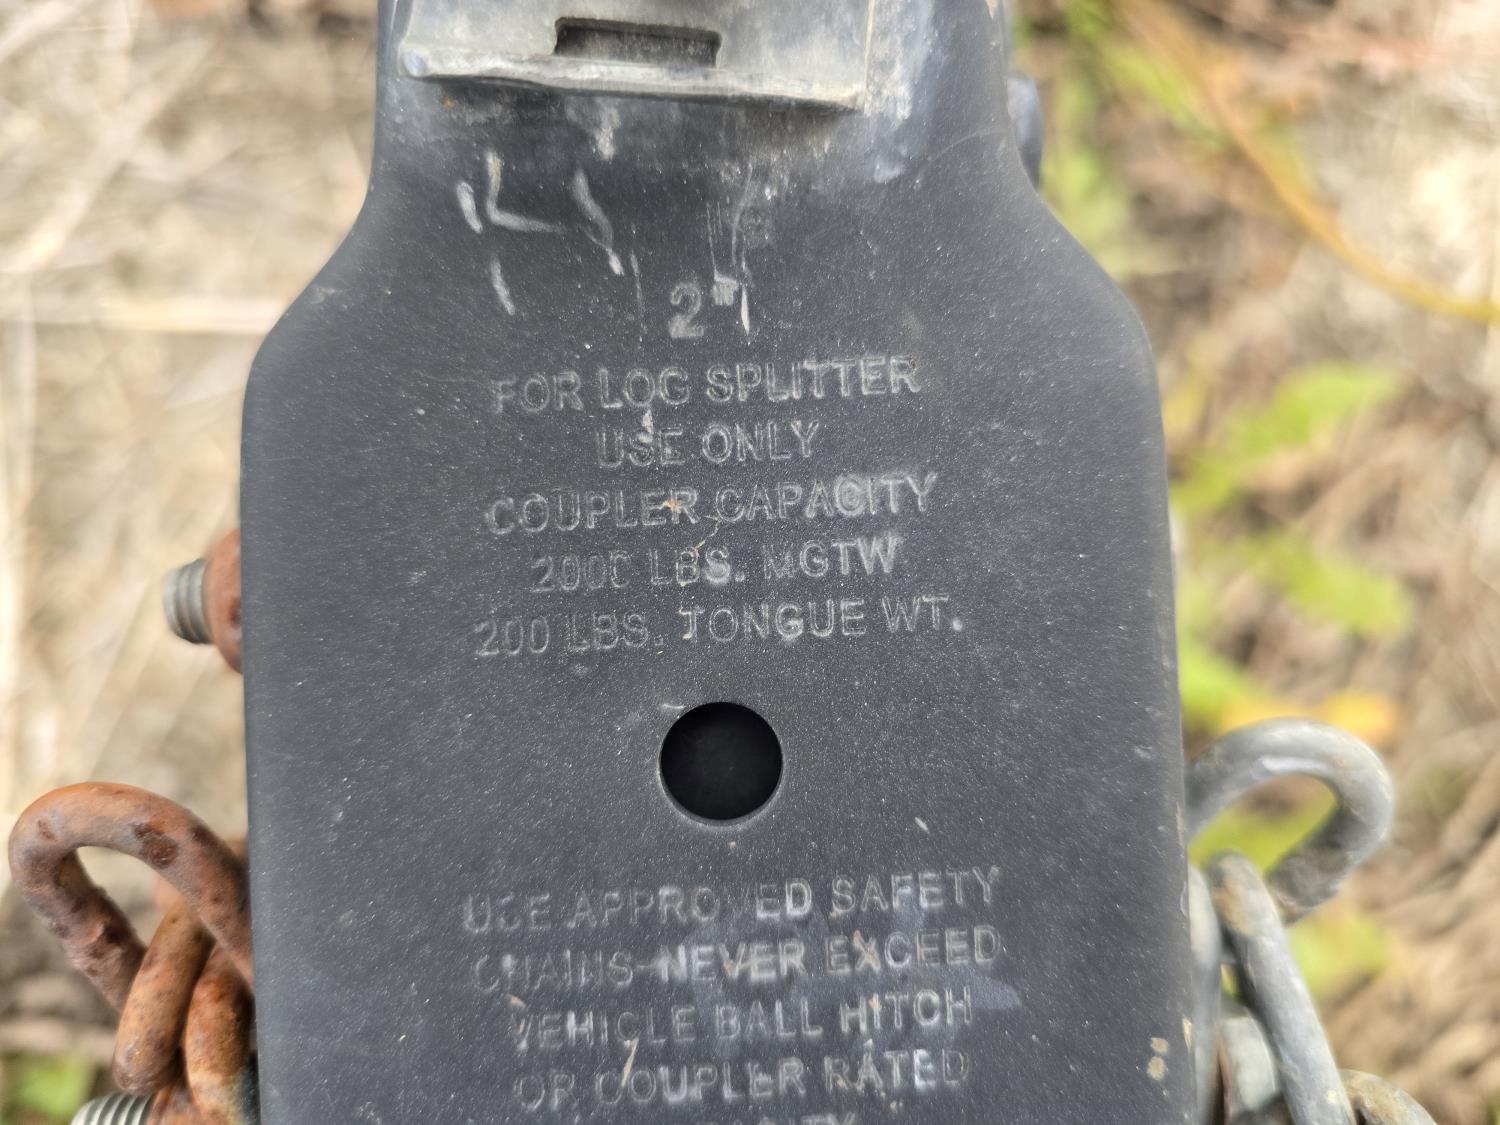 2"
FOR LOG SPLITTER
USE ONLY
COUPLER CAPACITY
2000 LBS. MGTW
200 LBS. TONGUE WT.
USE APPROVED SAFETY
CHAINS-NEVER EXCEED
VEHICLE BALL HITCH
OR COUPLER RATED